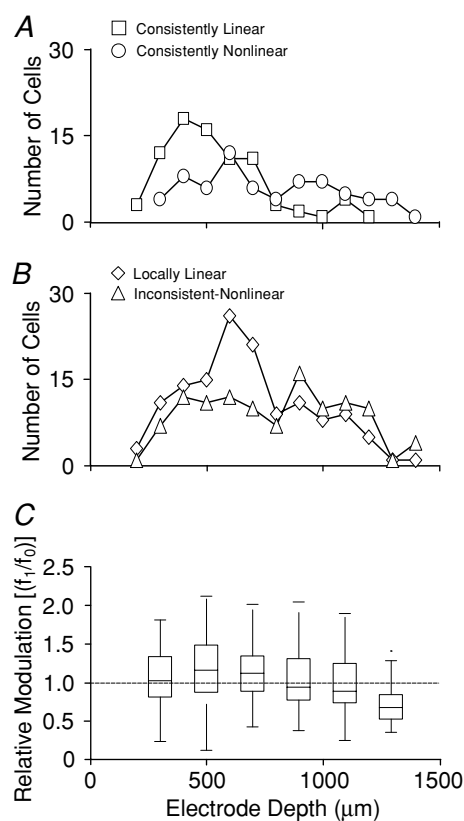 A
Consistently Linear
Consistently Nonlinear
30
15
0
Number of Cells
B
Locally Linear
Inconsistent-Nonlinear
30
15
0
Number of Cells
C
2.5
2.0
1.5
1.0
0.5
0
Relative Modulation [(f1/f0)]
0 500 1000 1500
Electrode Depth (μm)